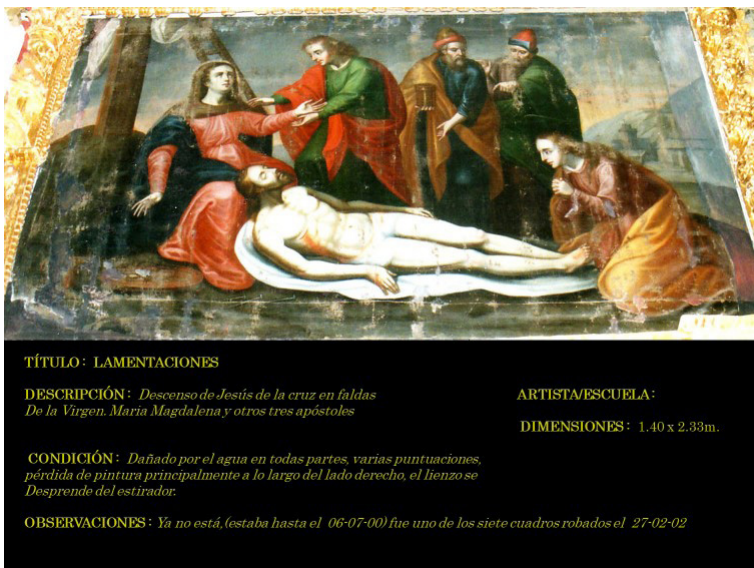 TÍTULO: LAMENTACIONES
DESCRIPCIÓN: Descenso de Jesús de la cruz en faldas
De la Virgen. Maria Magdalena y otros tres apóstoles
ARTISTA/ESCUELA:
DIMENSIONES: 1.40 x 2.33m.
CONDICIÓN: Dañado por el agua en todas partes, varias puntuaciones,
pérdida de pintura principalmente a lo largo del lado derecho, el lienzo se
Desprende del estirador.
OBSERVACIONES: Ya no está, (estaba hasta el 06-07-00) fue uno de los siete cuadros robados el 27-02-02